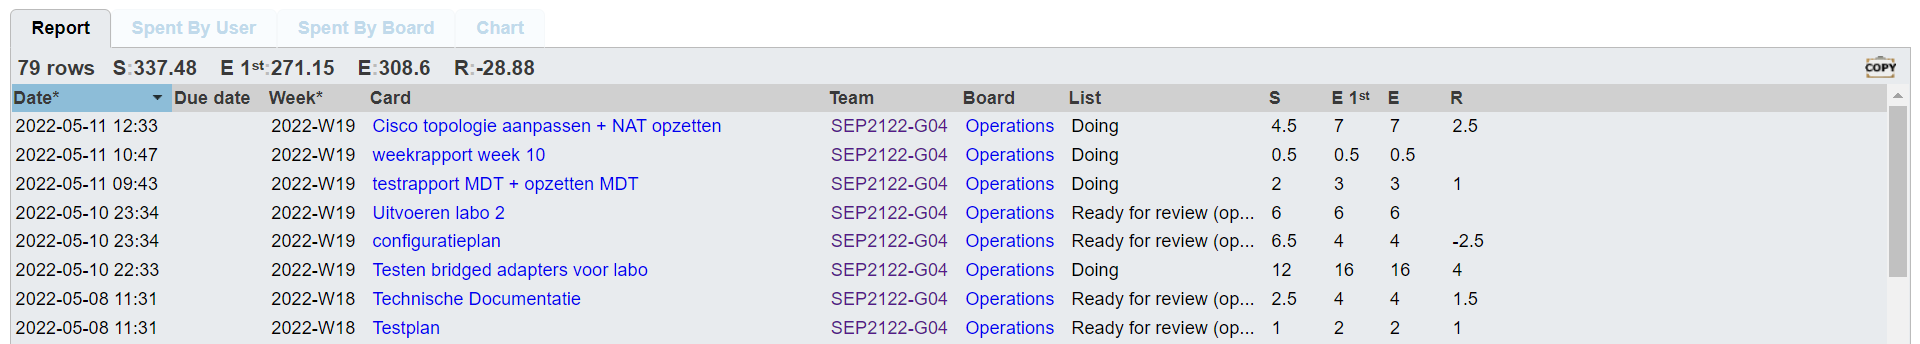 Report Spent By User Spent By Board Chart
79 rows S:337.48 E 1st:271.15 E:308.6 R:-28.88 COPY
Date* Due date Week* Card Team Board List S E 1st E R
2022-05-11 12:33 2022-W19 Cisco topologie aanpassen + NAT opzetten SEP2122-G04 Operations Doing 4.5 7 7 2.5
2022-05-11 10:47 2022-W19 weekrapport week 10 SEP2122-G04 Operations Doing 0.5 0.5 0.5
2022-05-11 09:43 2022-W19 testrapport MDT + opzetten MDT SEP2122-G04 Operations Doing 2 3 3 1
2022-05-10 23:34 2022-W19 Uitvoeren labo 2 SEP2122-G04 Operations Ready for review (op... 6 6 6
2022-05-10 23:34 2022-W19 configuratieplan SEP2122-G04 Operations Ready for review (op... 6.5 4 4 -2.5
2022-05-10 22:33 2022-W19 Testen bridged adapters voor labo SEP2122-G04 Operations Doing 12 16 16 4
2022-05-08 11:31 2022-W18 Technische Documentatie SEP2122-G04 Operations Ready for review (op... 2.5 4 4 1.5
2022-05-08 11:31 2022-W18 Testplan SEP2122-G04 Operations Ready for review (op... 1 2 2 1